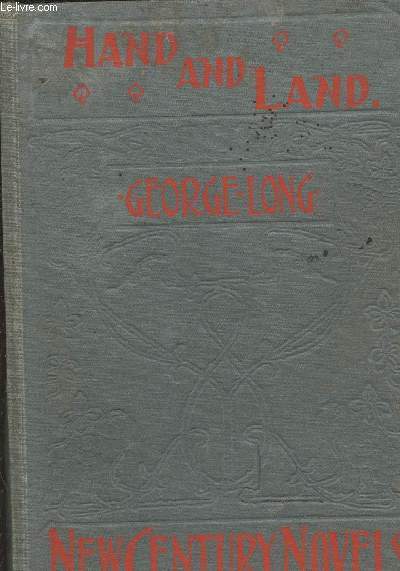 Le-livre.com
HAND AND LAND.
·GEORGE·LONG·
NEW CENTURY NOVELS